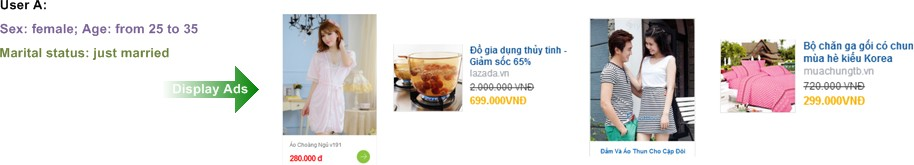 User A:
Sex: female; Age: from 25 to 35
Marital status: just married
Display Ads
Áo Choàng Ngủ v191
280.000 đ
Đồ gia dụng thủy tinh -
Giảm sốc 65%
lazada.vn
2.000.000 VNĐ
699.000VNĐ
Đầm Và Áo Thun Cho Cặp Đôi
Bộ chăn ga gối có chun
mùa hè kiểu Korea
muachungtb.vn
720.000 VNĐ
299.000VNĐ